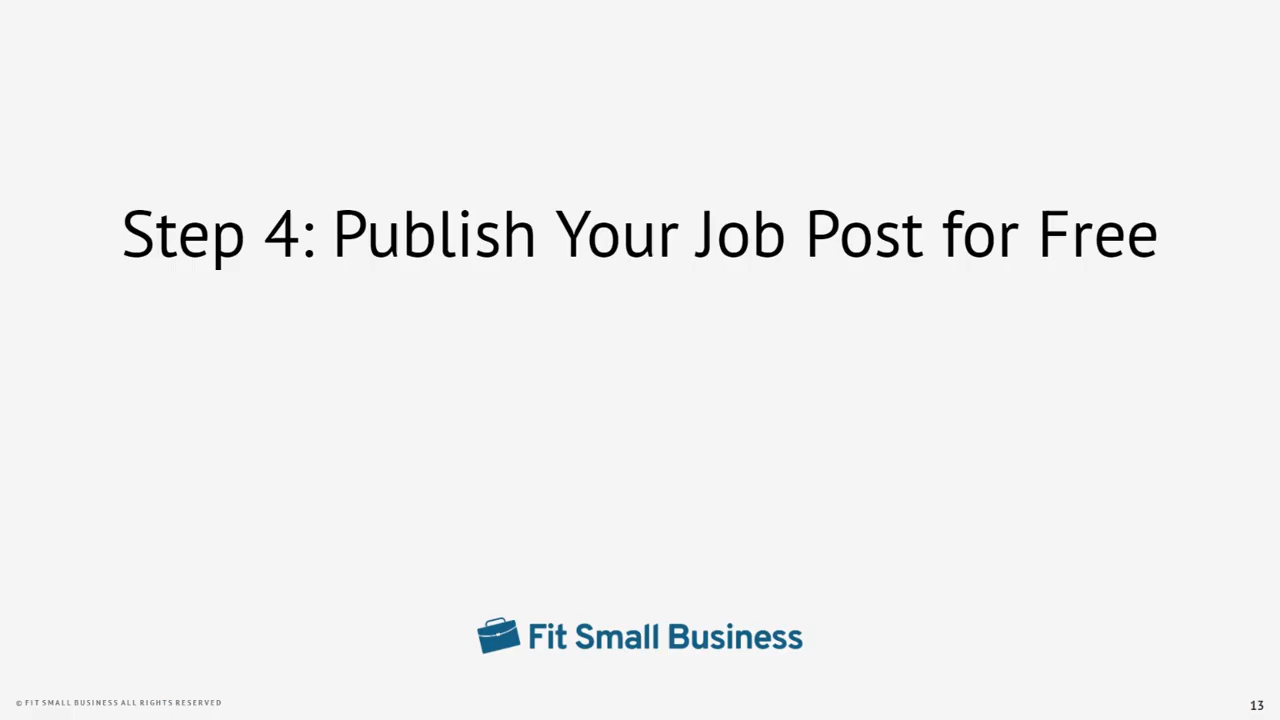 Step 4: Publish Your Job Post for Free
Fit Small Business
© FIT SMALL BUSINESS ALL RIGHTS RESERVED
13